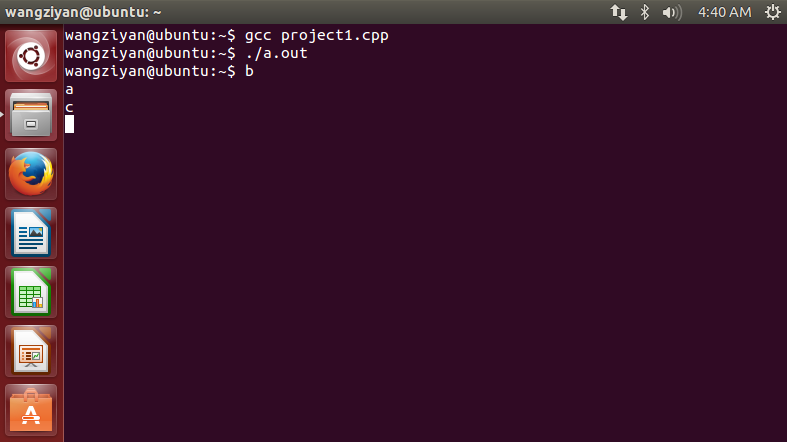 wangziyan@ubuntu: ~
4:40 AM
wangziyan@ubuntu:~$ gcc project1.cpp
wangziyan@ubuntu:~$ ./a.out
wangziyan@ubuntu:~$ b
a
c